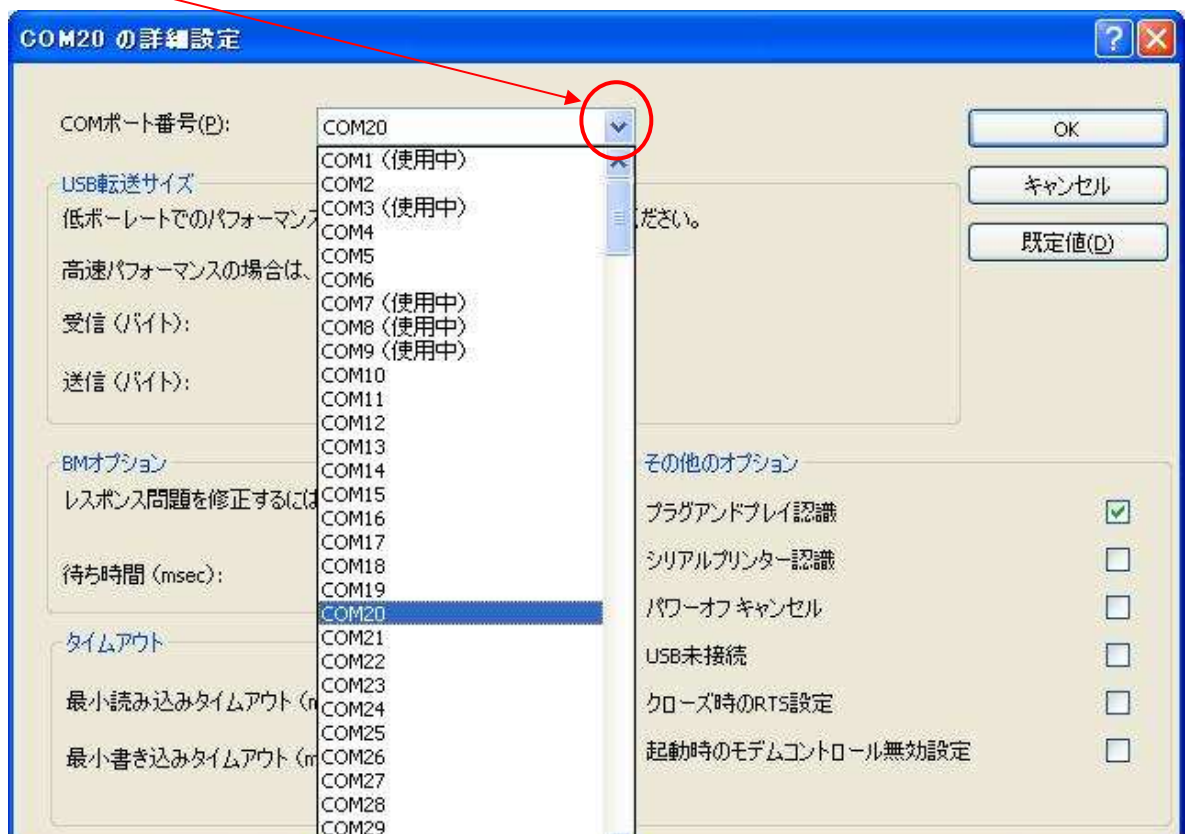 COM20 の詳細設定
COMポート番号(P):
COM20
OK
キャンセル
既定値(D)
COM1 (使用中)
COM2
COM3 (使用中)
COM4
COM5
COM6
COM7 (使用中)
COM8 (使用中)
COM9 (使用中)
COM10
COM11
COM12
COM13
COM14
COM15
COM16
COM17
COM18
COM19
COM20
COM21
COM22
COM23
COM24
COM25
COM26
COM27
COM28
COM29
USB転送サイズ
低ボーレートでのパフォーマンス ください。
高速パフォーマンスの場合は、
受信 (バイト):
送信 (バイト):
BMオプション
レスポンス問題を修正するには
待ち時間 (msec):
タイムアウト
最小読み込みタイムアウト (m
最小書き込みタイムアウト (m
その他のオプション
プラグアンドプレイ認識
シリアルプリンター認識
パワーオフ キャンセル
USB未接続
クローズ時のRTS設定
起動時のモデムコントロール無効設定